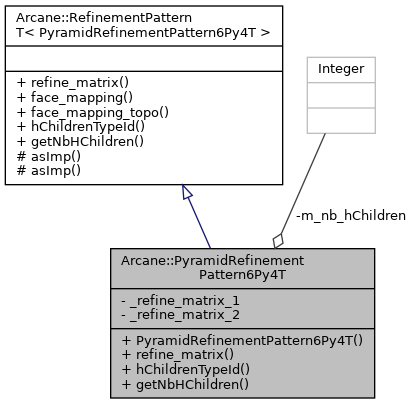 Arcane::RefinementPattern
T< PyramidRefinementPattern6Py4T >
+ refine_matrix()
+ face_mapping()
+ face_mapping_topo()
+ hChildrenTypeId()
+ getNbHChildren()
# asImp()
# asImp()
Integer
-m_nb_hChildren
Arcane::PyramidRefinement
Pattern6Py4T
- _refine_matrix_1
- _refine_matrix_2
+ PyramidRefinementPattern6Py4T()
+ refine_matrix()
+ hChildrenTypeId()
+ getNbHChildren()